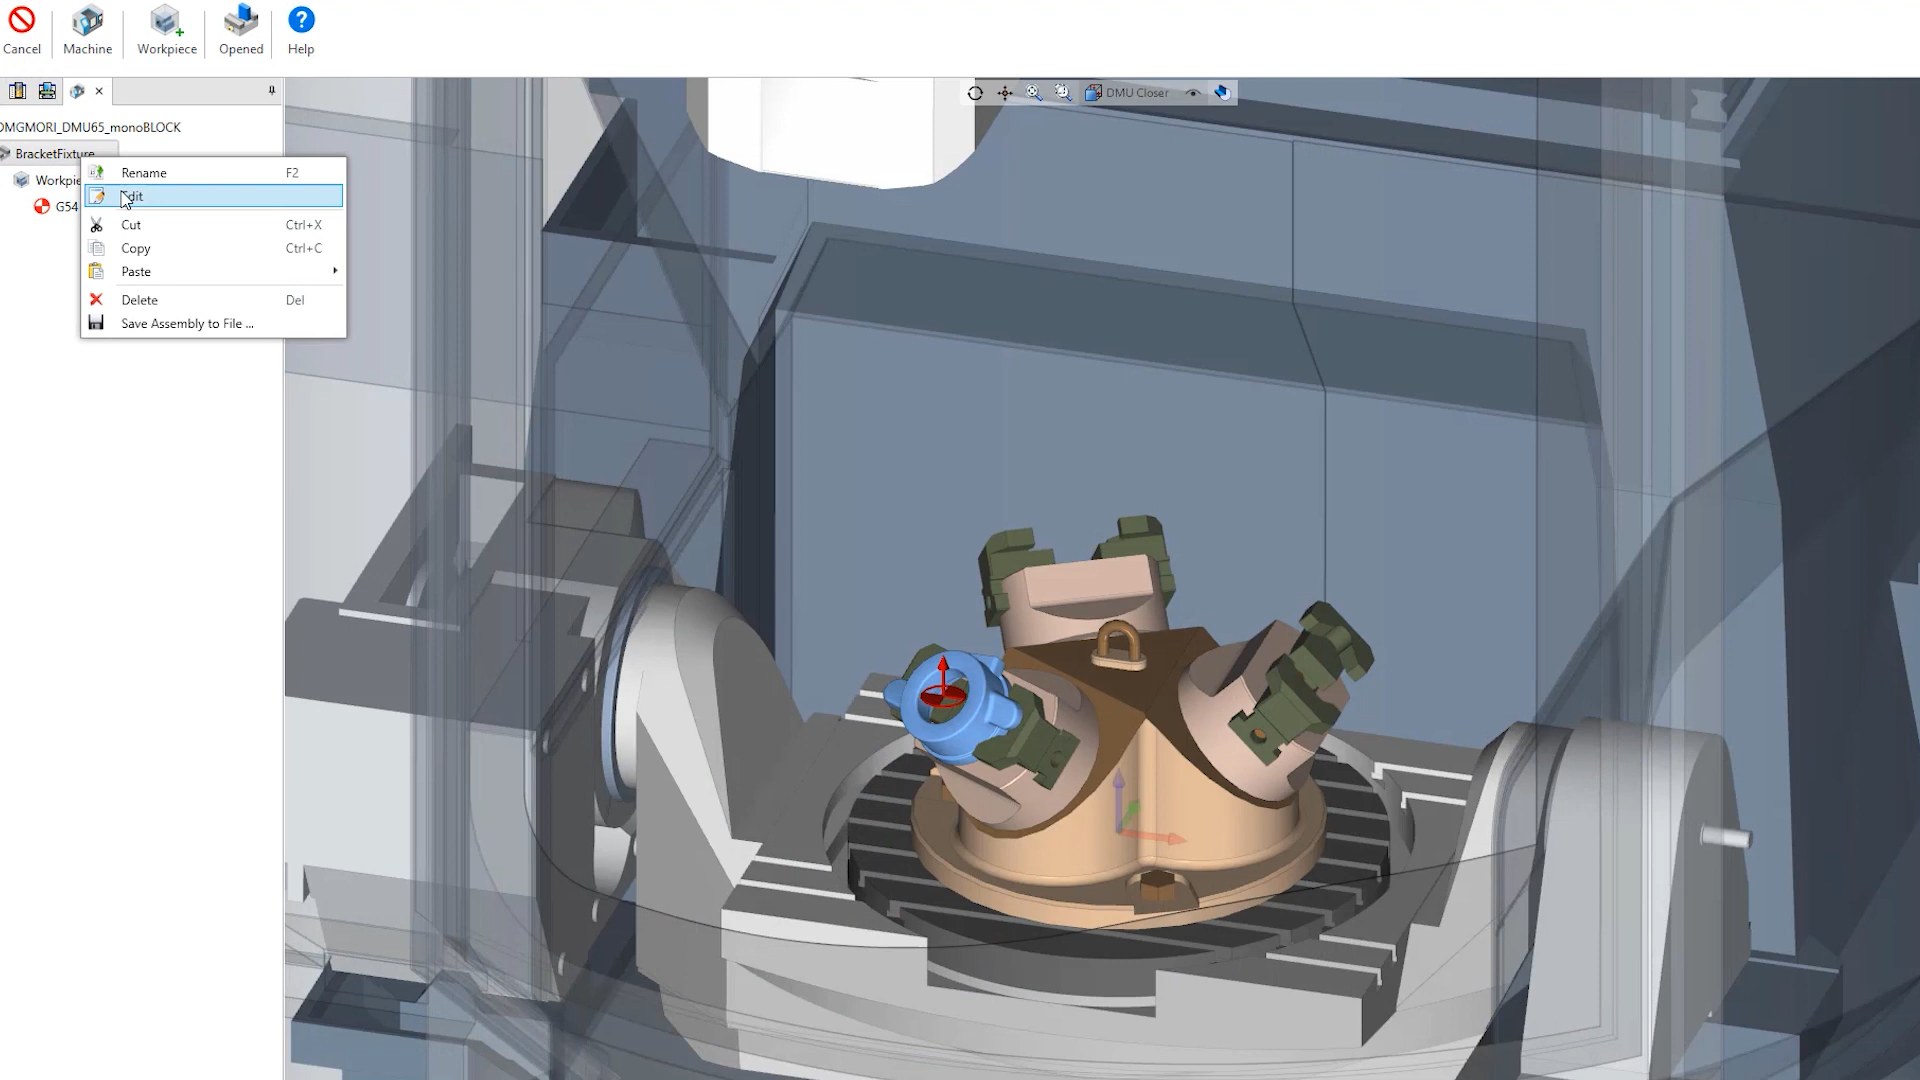 Cancel
Machine
Workpiece
Opened
Help
DMU Closer
DMGMORI_DMU65_monoBLOCK
BracketFixture
Rename F2
Workpie
Edit
G54
Cut Ctrl+X
Copy Ctrl+C
Paste
Delete Del
Save Assembly to File ...